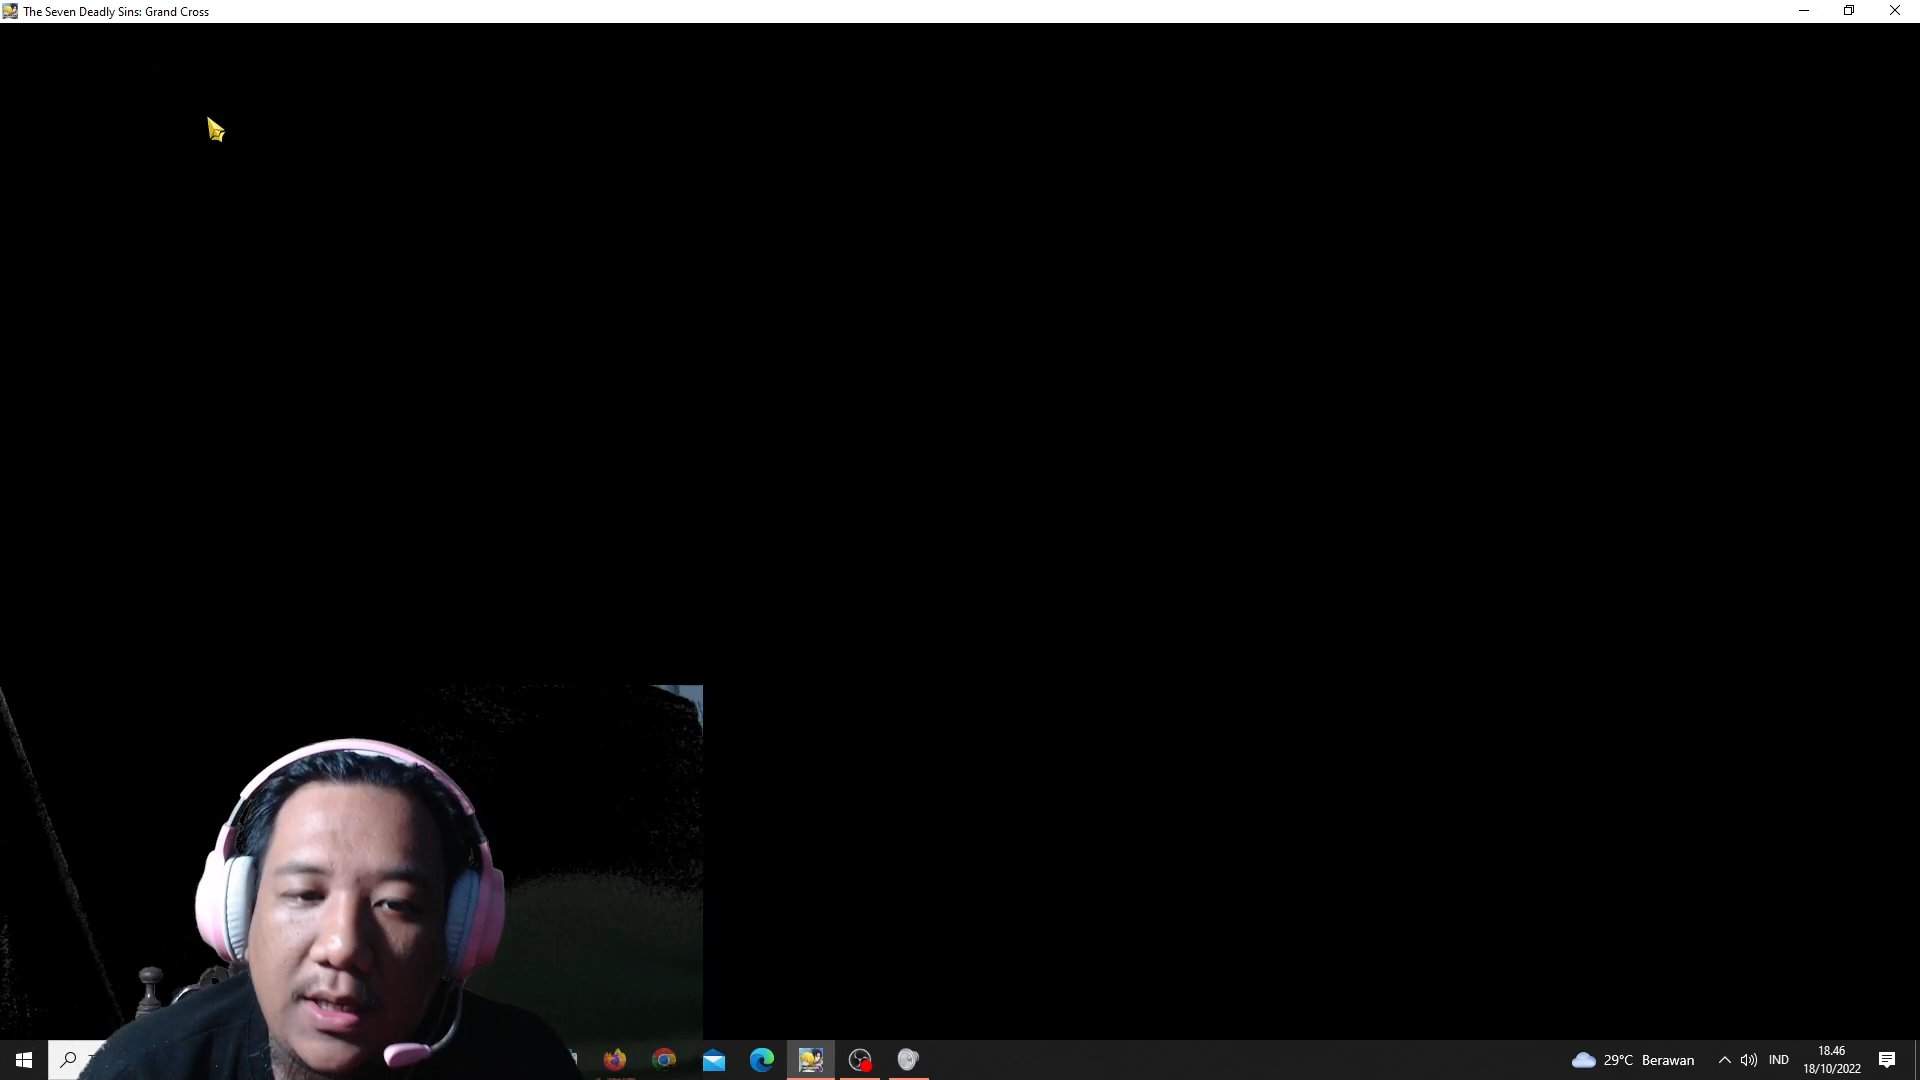 The Seven Deadly Sins: Grand Cross
29°C Berawan
IND
18.46
18/10/2022